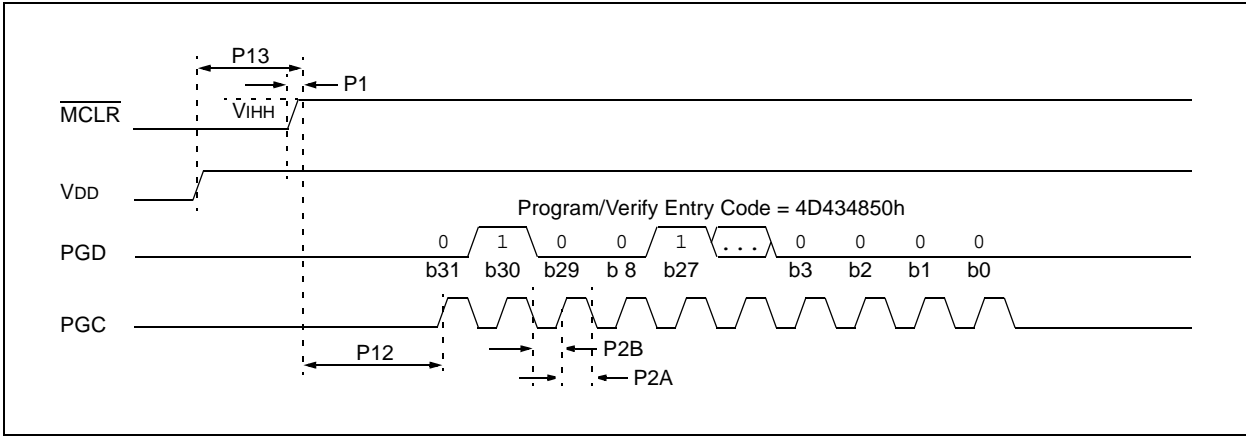 P13
P1
MCLR
VIHH
VDD
Program/Verify Entry Code = 4D434850h
PGD
0 1 0 0 1 ... 0 0 0 0
b31 b30 b29 b 8 b27 b3 b2 b1 b0
PGC
P12
P2B
P2A